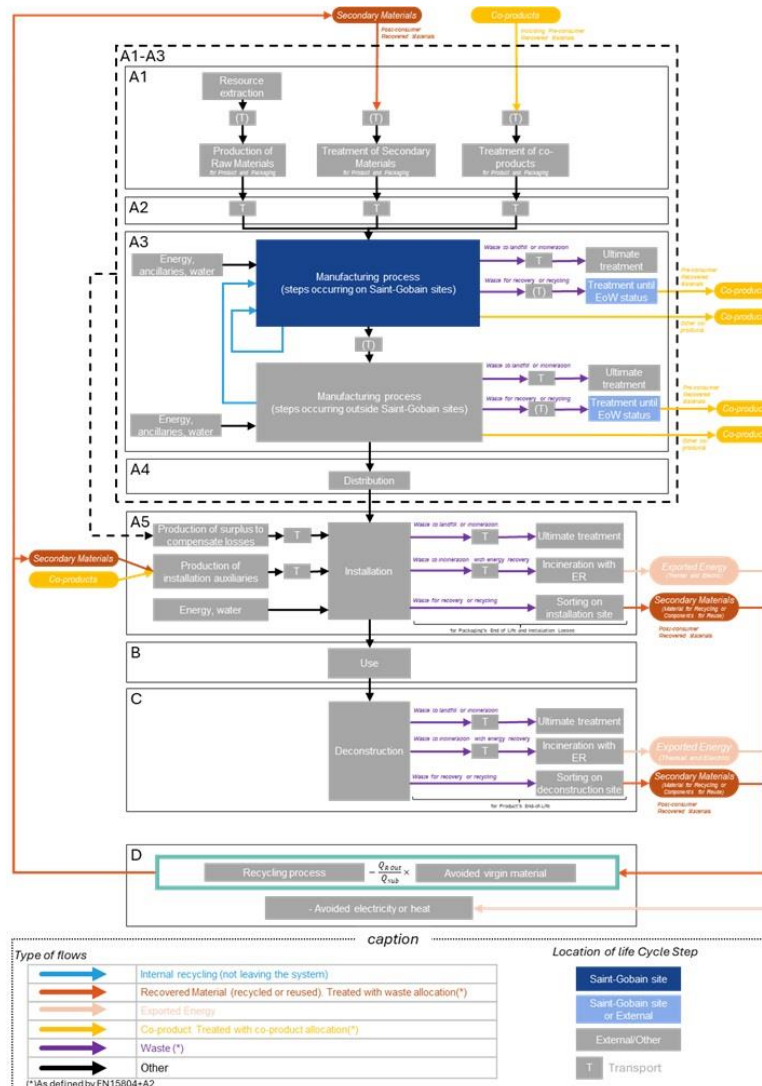 Secondary Materials
Co-products
Post-consumer
Recovered Materials
Including Pre-consumer
Recovered Materials
A1-A3
A1
Resource
extraction
(T)
(T)
(T)
Production of
Raw Materials
for Product and Packaging
Treatment of Secondary
Materials
for Product and Packaging
Treatment of co-
products
for Product and Packaging
A2
T
T
T
A3
Energy,
ancillaries, water
Manufacturing process
(steps occurring on Saint-Gobain sites)
Waste to landfill or incineration
T
Ultimate
treatment
Waste for recovery or recycling
(T)
Treatment until
EoW status
Pre-consumer
Recovered
Materials
Co-product
Other co-
products
Co-product
(T)
Manufacturing process
(steps occurring outside Saint-Gobain sites)
Energy,
ancillaries, water
Waste to landfill or incineration
T
Ultimate
treatment
Waste for recovery or recycling
(T)
Treatment until
EoW status
Pre-consumer
Recovered
Materials
Co-product
Other co-
products
Co-product
A4
Distribution
A5
Production of surplus to
compensate losses
T
Secondary Materials
Co-products
Production of
installation auxiliaries
T
Energy, water
Installation
Waste to landfill or incineration
T
Ultimate treatment
Waste to incineration with energy recovery
T
Incineration with
ER
Exported Energy
(Thermal and Electric)
Waste for recovery or recycling
Sorting on
installation site
Secondary Materials
(Material for Recycling or
Components for Reuse)
Post-consumer
Recovered Materials
for Packaging's End of Life and Installation Losses
B
Use
C
Deconstruction
Waste to landfill or incineration
T
Ultimate treatment
Waste to incineration with energy recovery
T
Incineration with
ER
Exported Energy
(Thermal and Electric)
Waste for recovery or recycling
Sorting on
deconstruction site
Secondary Materials
(Material for Recycling or
Components for Reuse)
Post-consumer
Recovered Materials
for Product's End-of-Life
D
Recycling process
- Q_R Out / Q_sub ×
Avoided virgin material
- Avoided electricity or heat
caption
Type of flows
Internal recycling (not leaving the system)
Recovered Material (recycled or reused). Treated with waste allocation(*)
Exported Energy
Co-product Treated with co-product allocation(*)
Waste (*)
Other
(*)As defined by EN15804+A2
Location of life Cycle Step
Saint-Gobain site
Saint-Gobain site
or External
External/Other
T
Transport